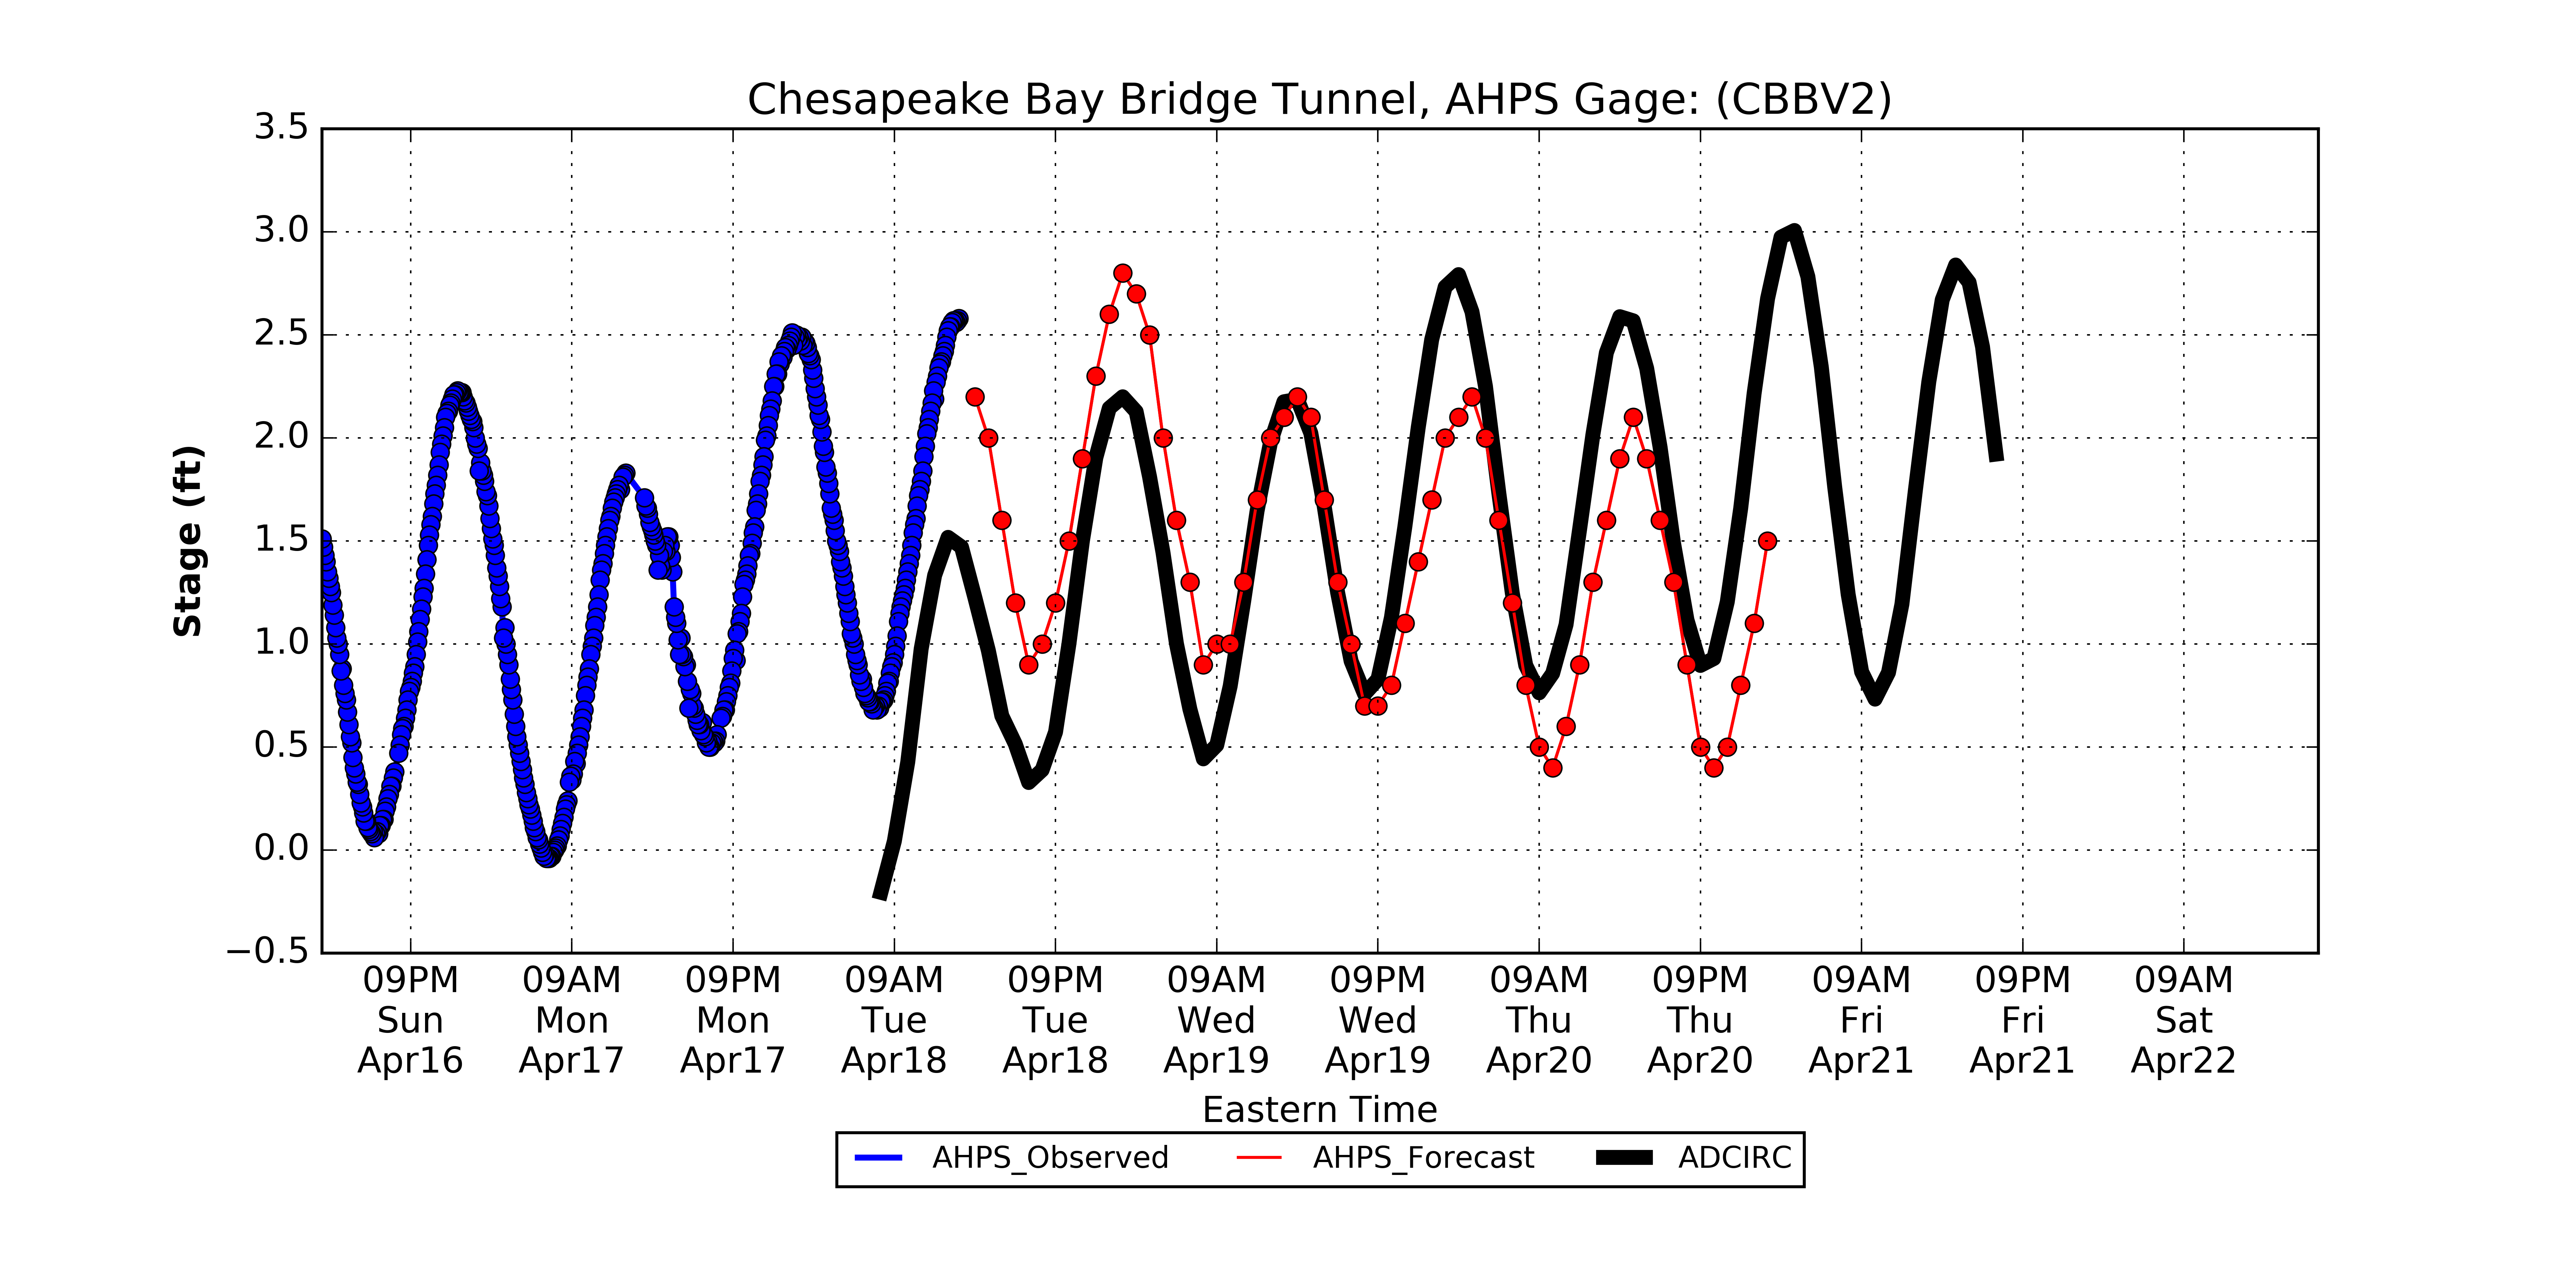 Chesapeake Bay Bridge Tunnel, AHPS Gage: (CBBV2)
3.5
3.0
2.5
2.0
1.5
1.0
0.5
0.0
−0.5
Stage (ft)
09PM 09AM 09PM 09AM 09PM 09AM 09PM 09AM 09PM 09AM 09PM 09AM
Sun Mon Mon Tue Tue Wed Wed Thu Thu Fri Fri Sat
Apr16 Apr17 Apr17 Apr18 Apr18 Apr19 Apr19 Apr20 Apr20 Apr21 Apr21 Apr22
Eastern Time
AHPS_Observed AHPS_Forecast ADCIRC